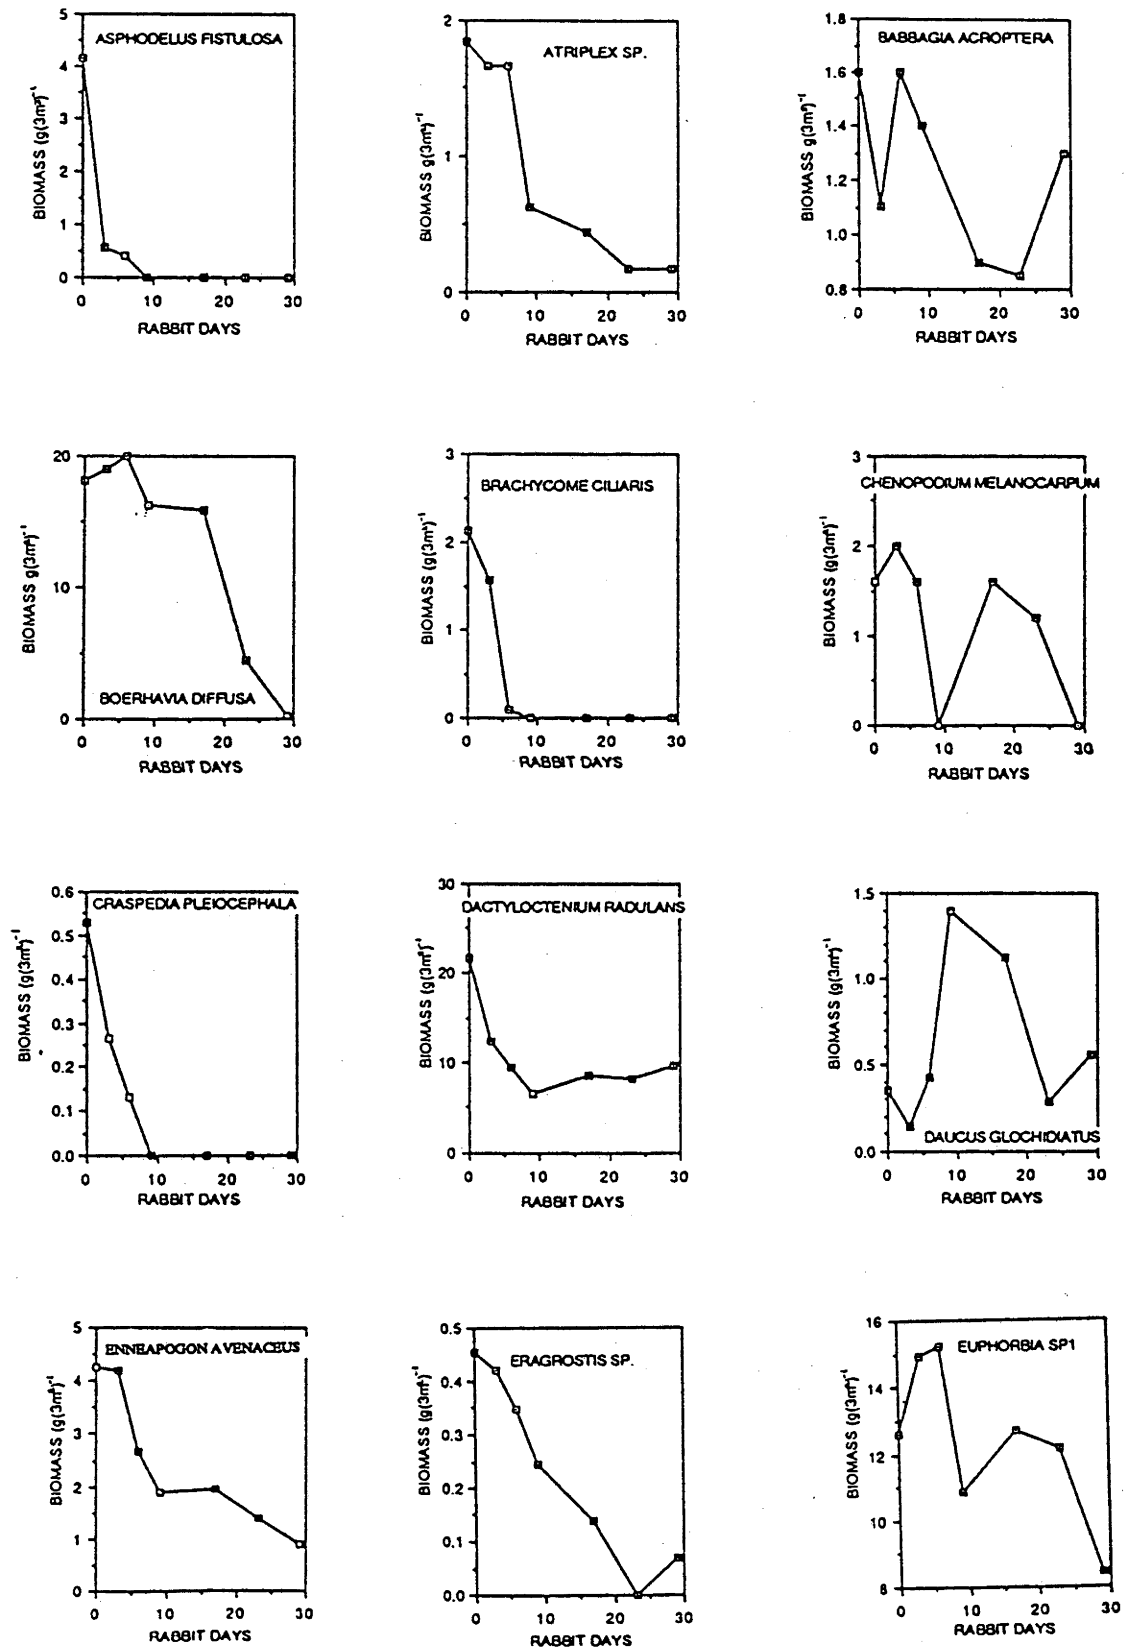 5
ASPHODELUS FISTULOSA
4
3
2
1
0
BIOMASS (g(3m²)⁻¹
0 10 20 30
RABBIT DAYS
2
ATRIPLEX SP.
1
0
BIOMASS g(3m²)⁻¹
0 10 20 30
RABBIT DAYS
1.8
BABBAGIA ACROPTERA
1.6
1.4
1.2
1.0
0.8
BIOMASS g(3m²)⁻¹
0 10 20 30
RABBIT DAYS
20
10
BOERHAVIA DIFFUSA
0
BIOMASS g(3m²)⁻¹
0 10 20 30
RABBIT DAYS
3
BRACHYCOME CILIARIS
2
1
0
BIOMASS (g(3m²)⁻¹
0 10 20 30
RABBIT DAYS
3
CHENOPODIUM MELANOCARPUM
2
1
0
BIOMASS (g(3m²)⁻¹
0 10 20 30
RABBIT DAYS
0.6
CRASPEDIA PLEIOCEPHALA
0.5
0.4
0.3
0.2
0.1
0.0
BIOMASS (g(3m²)⁻¹
0 10 20 30
RABBIT DAYS
30
DACTYLOCTENIUM RADULANS
20
10
0
BIOMASS (g(3m²)⁻¹
0 10 20 30
RABBIT DAYS
1.5
1.0
0.5
DAUCUS GLOCHIDIATUS
0.0
BIOMASS (g(3m²)⁻¹
0 10 20 30
RABBIT DAYS
5
ENNEAPOGON AVENACEUS
4
3
2
1
0
BIOMASS (g(3m²)⁻¹
0 10 20 30
RABBIT DAYS
0.5
ERAGROSTIS SP.
0.4
0.3
0.2
0.1
0.0
BIOMASS (g(3m²)⁻¹
0 10 20 30
RABBIT DAYS
16
EUPHORBIA SP1
14
12
10
8
BIOMASS (g(3m²)⁻¹
0 10 20 30
RABBIT DAYS